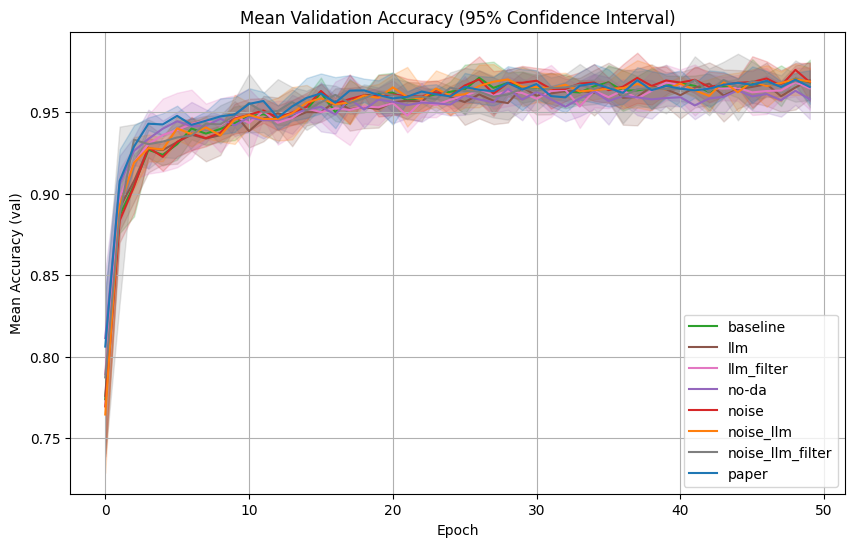 Mean Validation Accuracy (95% Confidence Interval)
Mean Accuracy (val)
0.95
0.90
0.85
0.80
0.75
0
10
20
30
40
50
Epoch
baseline
llm
llm_filter
no-da
noise
noise_llm
noise_llm_filter
paper